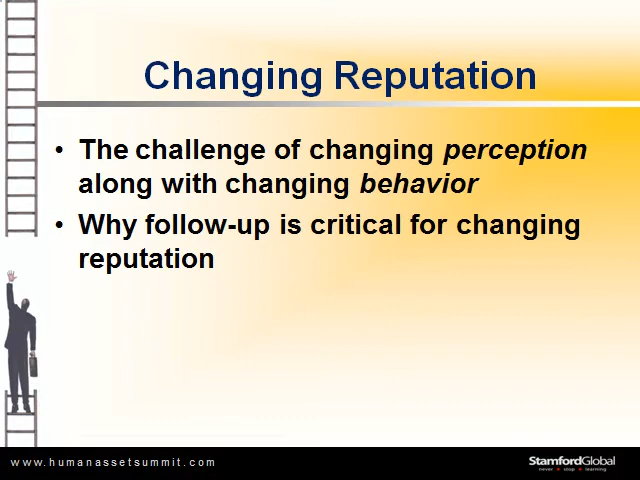 Changing Reputation
• The challenge of changing perception
along with changing behavior
• Why follow-up is critical for changing
reputation
www.humanassetsummit.com
StamfordGlobal
never • stop • learning